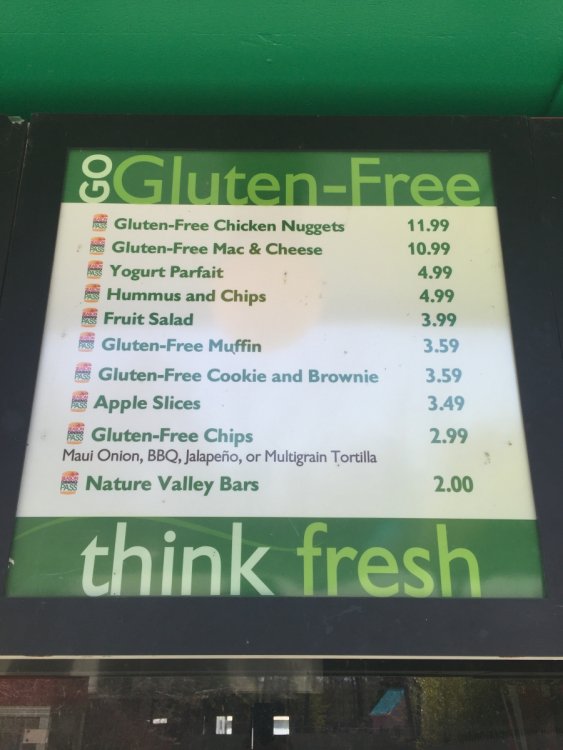 GO Gluten-Free
Gluten-Free Chicken Nuggets 11.99
Gluten-Free Mac & Cheese 10.99
Yogurt Parfait 4.99
Hummus and Chips 4.99
Fruit Salad 3.99
Gluten-Free Muffin 3.59
Gluten-Free Cookie and Brownie 3.59
Apple Slices 3.49
Gluten-Free Chips 2.99
Maui Onion, BBQ, Jalapeño, or Multigrain Tortilla
Nature Valley Bars 2.00
think fresh